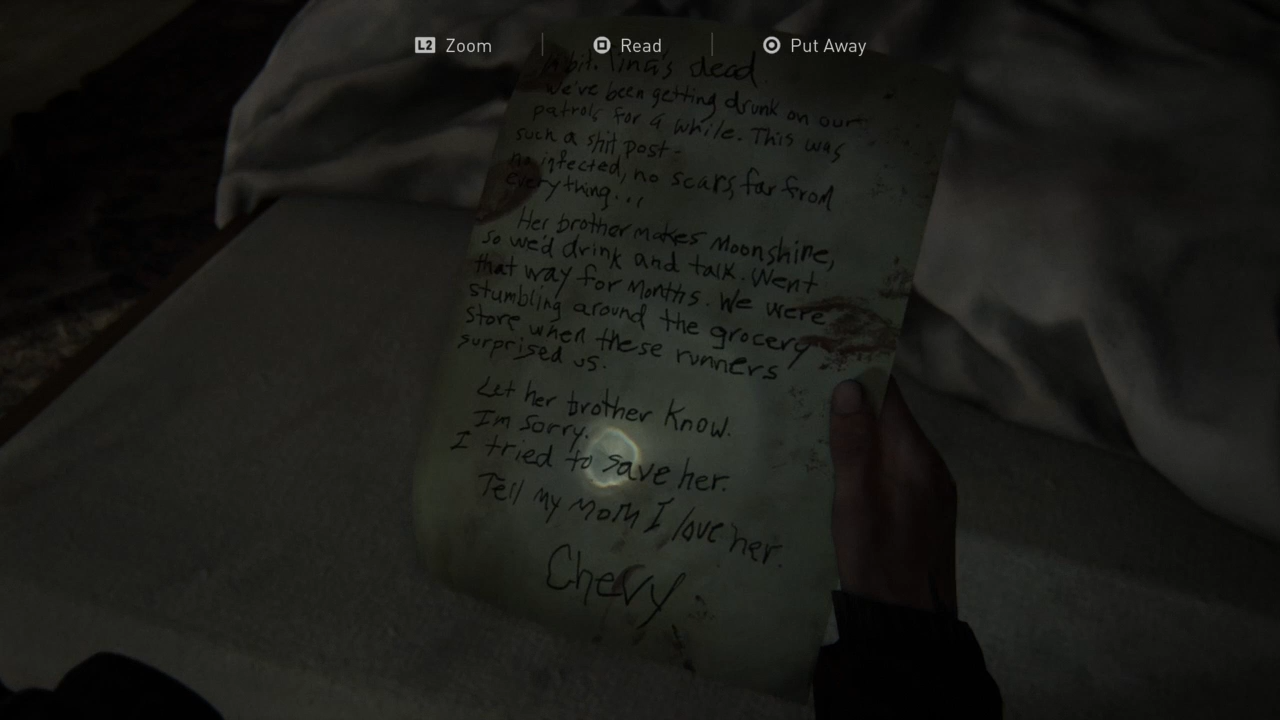 L2 Zoom
Read
Put Away
bit. Tina's dead.
We've been getting drunk on our
patrols for a while. This was
such a shit post-
no infected, no scars, far from
everything...
Her brother makes Moonshine,
so we'd drink and talk. Went
that way for Months. We were
stumbling around the grocery
store when these runners
surprised us.
Let her brother Know.
I'm sorry.
I tried to save her.
Tell my Mom I love her.
Chevy